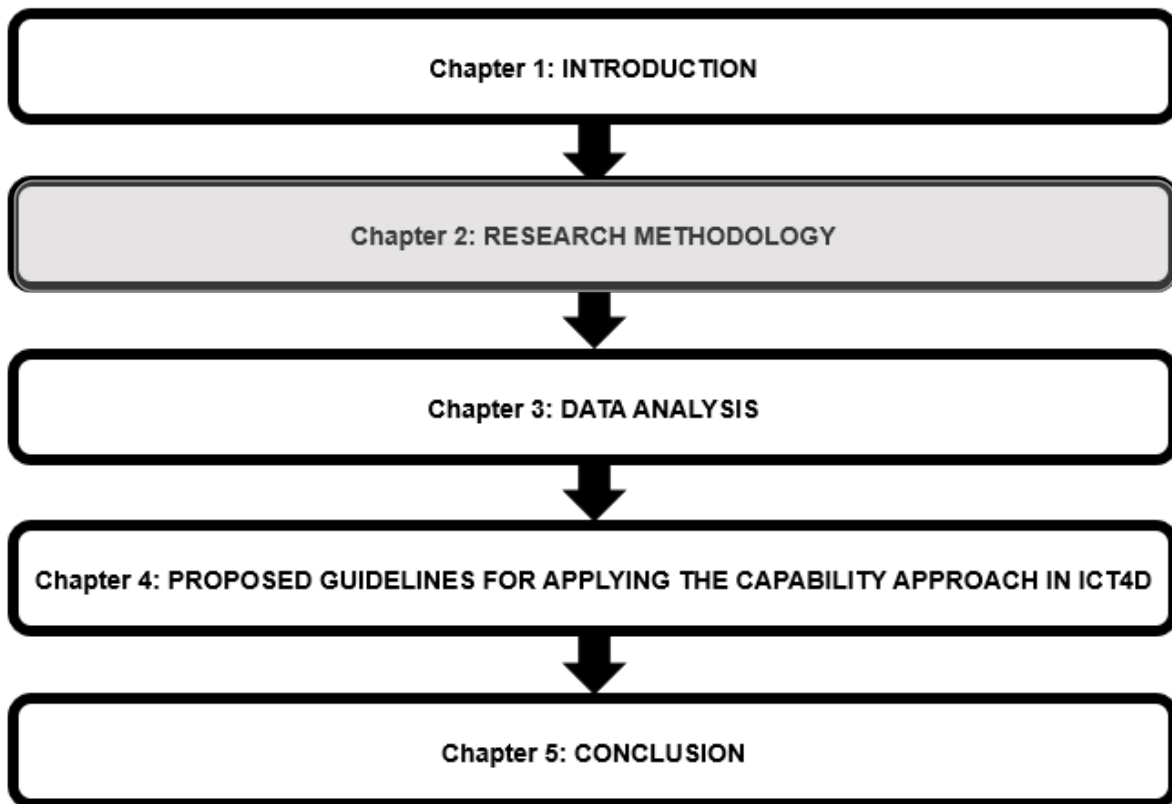 Chapter 1: INTRODUCTION
Chapter 2: RESEARCH METHODOLOGY
Chapter 3: DATA ANALYSIS
Chapter 4: PROPOSED GUIDELINES FOR APPLYING THE CAPABILITY APPROACH IN ICT4D
Chapter 5: CONCLUSION